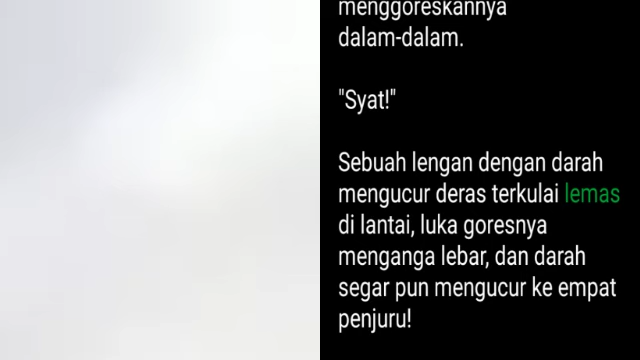 menggoreskannya
dalam-dalam.
"Syat!"
Sebuah lengan dengan darah
mengucur deras terkulai lemas
di lantai, luka goresnya
menganga lebar, dan darah
segar pun mengucur ke empat
penjuru!